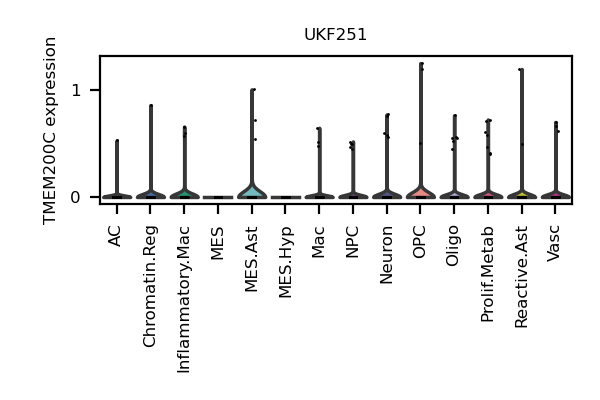 UKF251
TMEM200C expression
1
0
AC
Chromatin.Reg
Inflammatory.Mac
MES
MES.Ast
MES.Hyp
Mac
NPC
Neuron
OPC
Oligo
Prolif.Metab
Reactive.Ast
Vasc